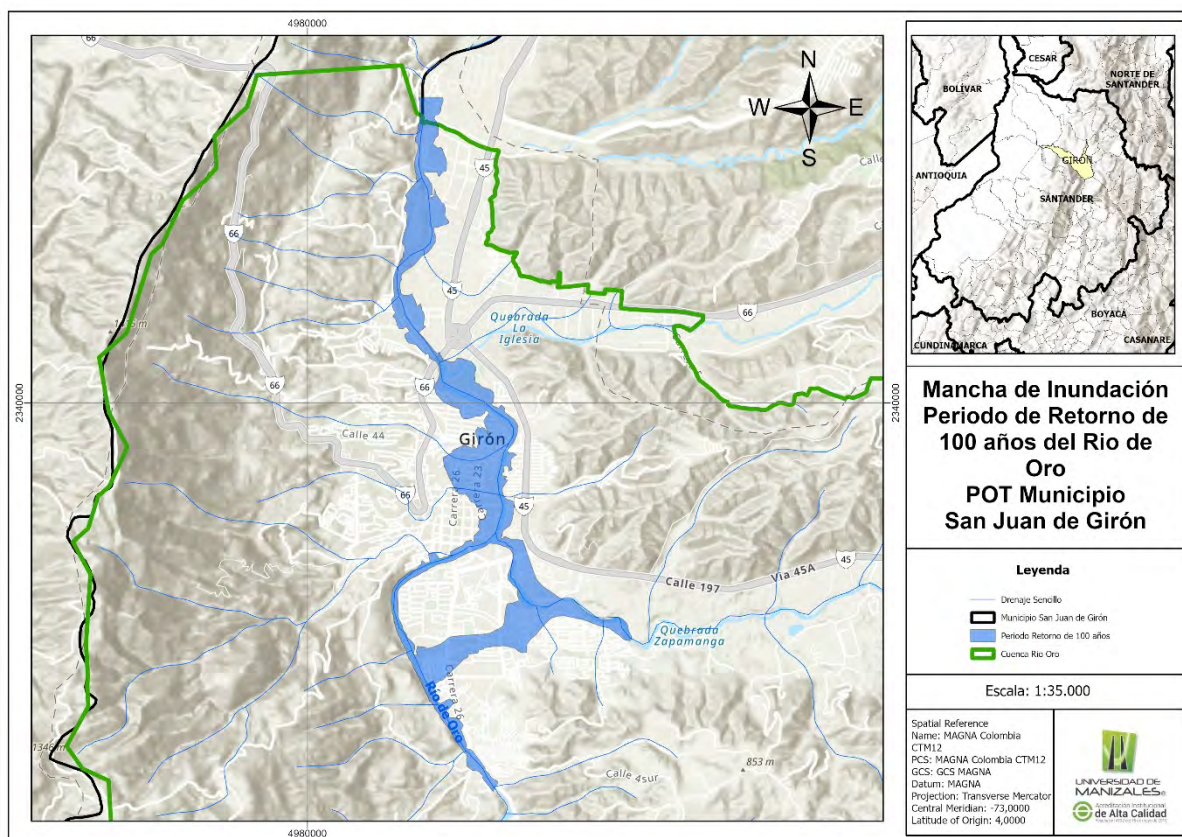 4980000
66
N
W
E
S
45
Calle
66
45
66
1015 m
Quebrada
La
Iglesia
66
66
2340000
2340000
Calle 44
Girón
66
Carrera 26
Carrera 23
45
Calle 197
Via 45A
45
Quebrada
Zapamanga
Carrera 26
Río de Oro
1346 m
853 m
Calle 4sur
4980000
CESAR
NORTE DE
SANTANDER
BOLÍVAR
GIRÓN
ANTIOQUIA
SANTANDER
BOYACÁ
CUNDINAMARCA
CASANARE
Mancha de Inundación
Periodo de Retorno de
100 años del Rio de
Oro
POT Municipio
San Juan de Girón
Leyenda
Drenaje Sencillo
Municipio San Juan de Girón
Periodo Retorno de 100 años
Cuenca Rio Oro
Escala: 1:35.000
Spatial Reference
Name: MAGNA Colombia
CTM12
PCS: MAGNA Colombia CTM12
GCS: GCS MAGNA
Datum: MAGNA
Projection: Transverse Mercator
Central Meridian: -73,0000
Latitude of Origin: 4,0000
UNIVERSIDAD DE
MANIZALES
Acreditación Institucional
de Alta Calidad